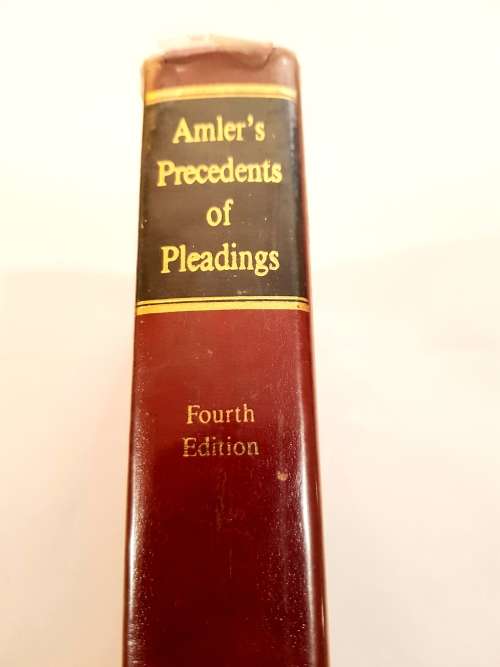 Amler's
Precedents
of
Pleadings
Fourth
Edition